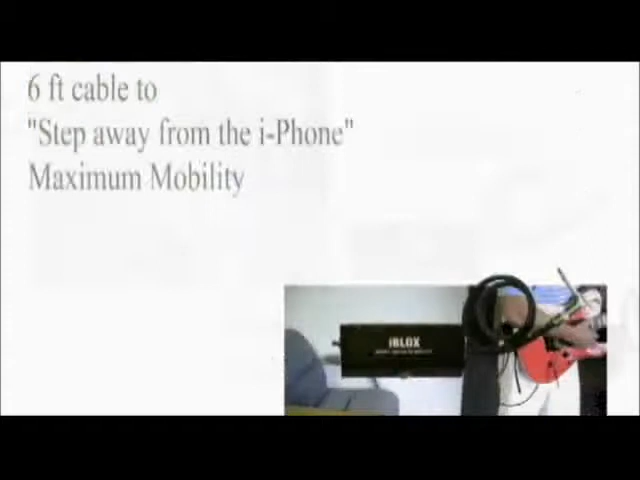 6 ft cable to
"Step away from the i-Phone"
Maximum Mobility
iBLOX